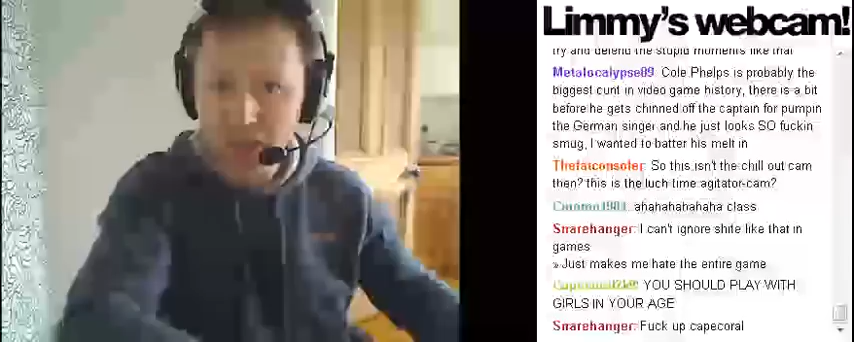 Limmy's webcam!
try and defend the stupid moments like that
Metalocalypse89: Cole Phelps is probably the
biggest cunt in video game history, there is a bit
before he gets chinned off the captain for pumpin
the German singer and he just looks SO fuckin
smug, I wanted to batter his melt in
So this isn't the chill out cam
then? this is the luch time agitator-cam?
ahahahahahaha class
Snarehanger: I can't ignore shite like that in
games
» Just makes me hate the entire game
YOU SHOULD PLAY WITH
GIRLS IN YOUR AGE
Snarehanger: Fuck up capecoral